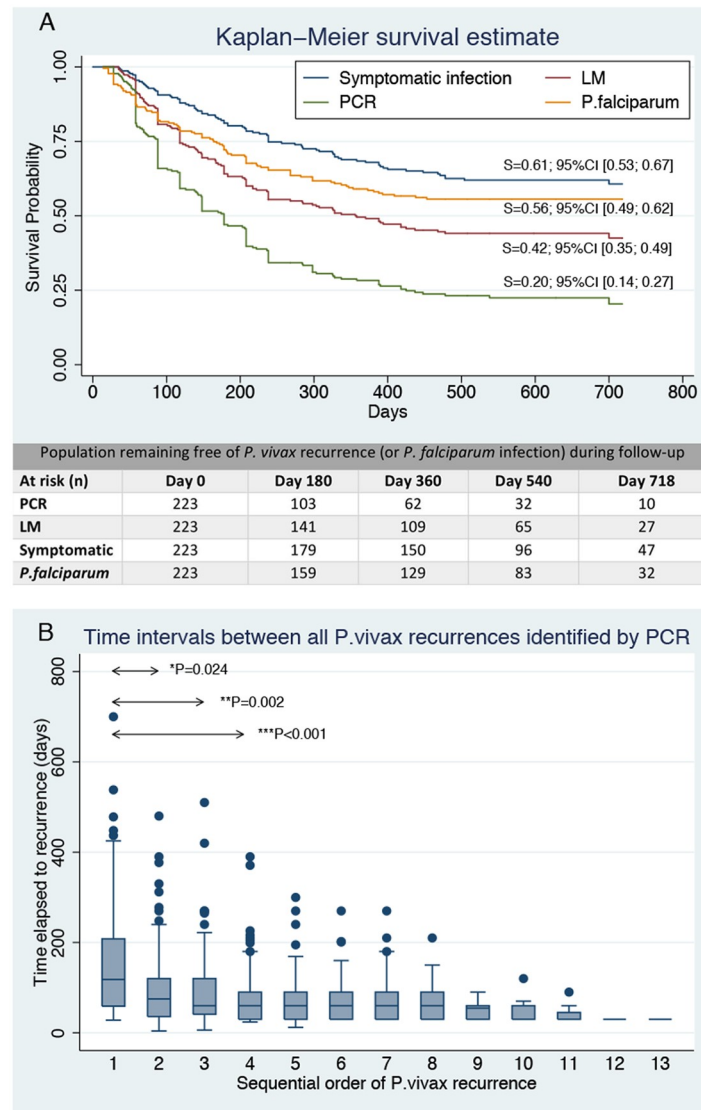 A
Kaplan–Meier survival estimate
Symptomatic infection LM
PCR P.falciparum
Survival Probability
1.00
0.75
0.50
0.25
0.00
S=0.61; 95%CI [0.53; 0.67]
S=0.56; 95%CI [0.49; 0.62]
S=0.42; 95%CI [0.35; 0.49]
S=0.20; 95%CI [0.14; 0.27]
0 100 200 300 400 500 600 700 800
Days
Population remaining free of P. vivax recurrence (or P. falciparum infection) during follow-up
At risk (n) Day 0 Day 180 Day 360 Day 540 Day 718
PCR 223 103 62 32 10
LM 223 141 109 65 27
Symptomatic 223 179 150 96 47
P.falciparum 223 159 129 83 32
B
Time intervals between all P.vivax recurrences identified by PCR
Time elapsed to recurrence (days)
800
600
400
200
0
*P=0.024
**P=0.002
***P<0.001
1 2 3 4 5 6 7 8 9 10 11 12 13
Sequential order of P.vivax recurrence